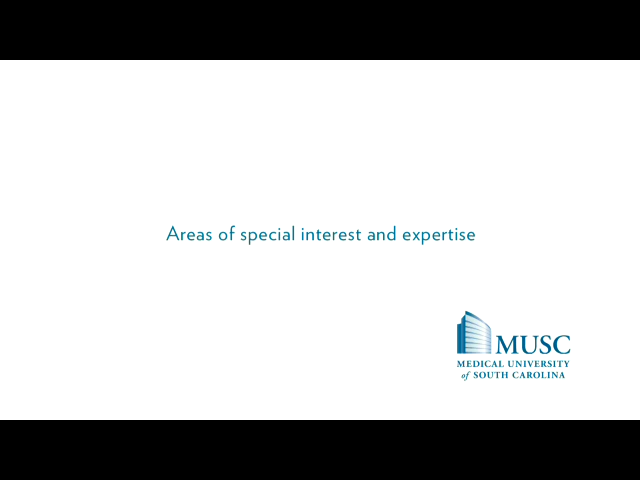 Areas of special interest and expertise
MUSC
MEDICAL UNIVERSITY
of SOUTH CAROLINA